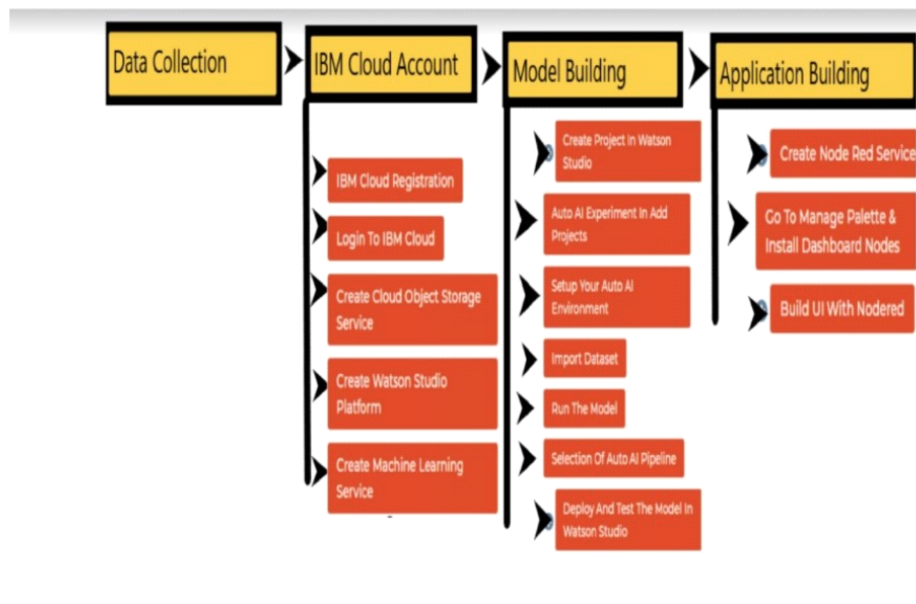 Data Collection
IBM Cloud Account
Model Building
Application Building
IBM Cloud Registration
Login To IBM Cloud
Create Cloud Object Storage
Service
Create Watson Studio
Platform
Create Machine Learning
Service
Create Project In Watson
Studio
Auto AI Experiment In Add
Projects
Setup Your Auto AI
Environment
Import Dataset
Run The Model
Selection Of Auto AI Pipeline
Deploy And Test The Model In
Watson Studio
Create Node Red Service
Go To Manage Palette &
Install Dashboard Nodes
Build UI With Nodered